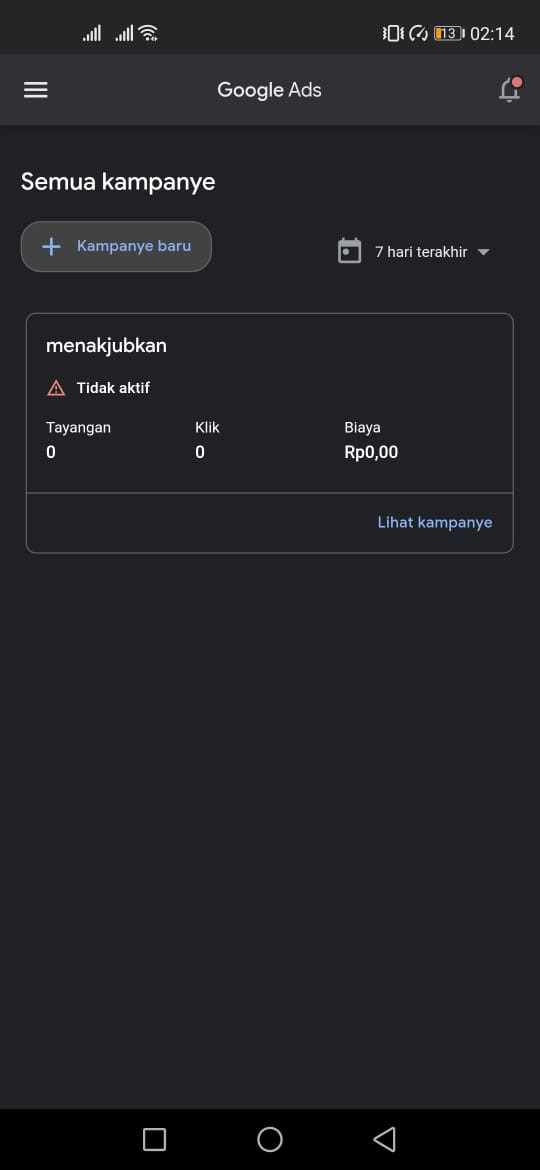 13 02:14
Google Ads
Semua kampanye
+ Kampanye baru
7 hari terakhir
menakjubkan
Tidak aktif
Tayangan Klik Biaya
0 0 Rp0,00
Lihat kampanye